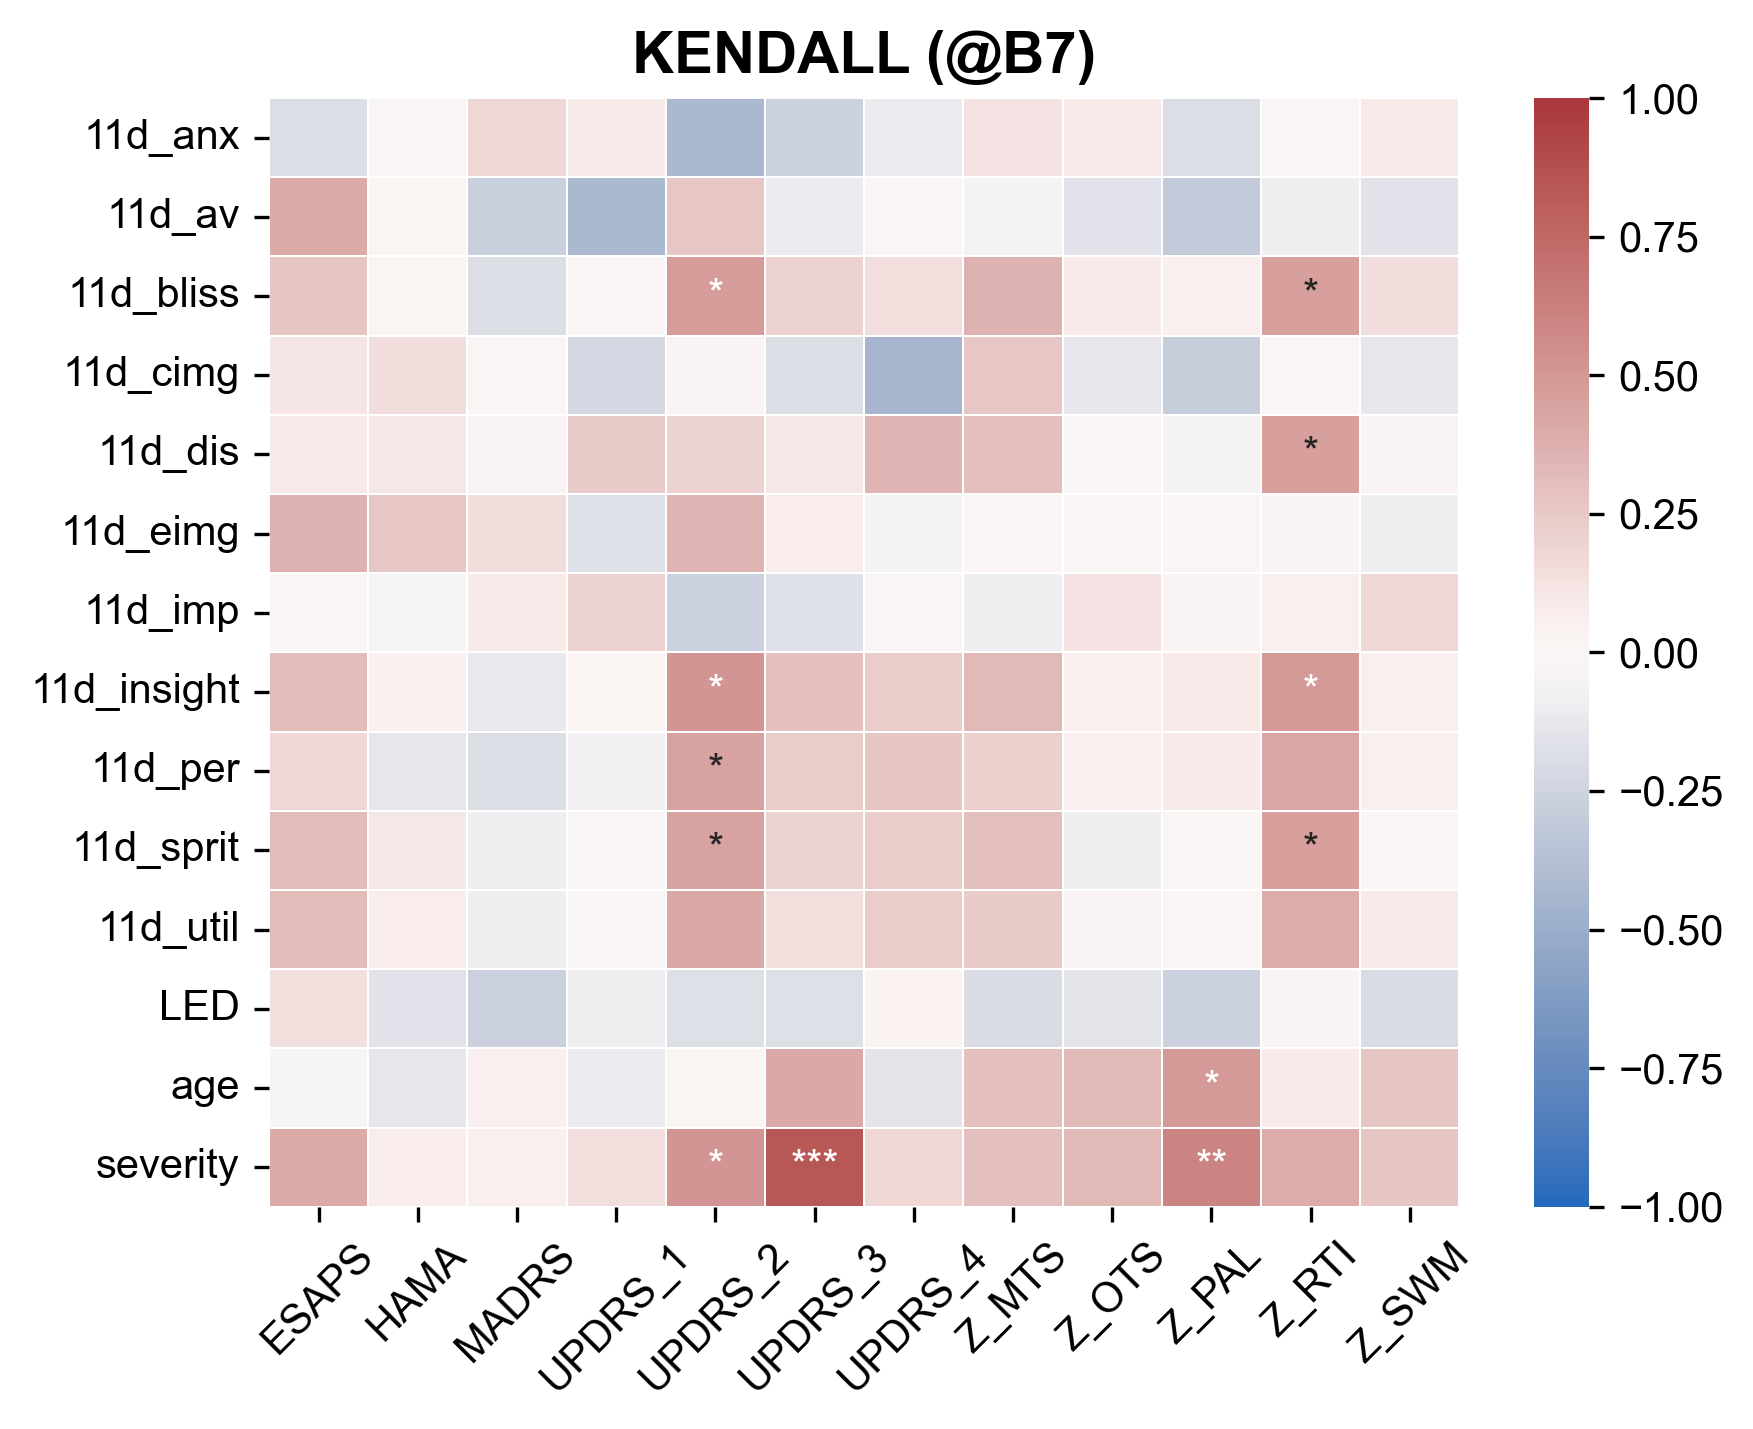 KENDALL (@B7)
11d_anx
11d_av
11d_bliss
11d_cimg
11d_dis
11d_eimg
11d_imp
11d_insight
11d_per
11d_sprit
11d_util
LED
age
severity
* *
*
* *
*
* *
*
* *** **
ESAPS HAMA MADRS UPDRS_1 UPDRS_2 UPDRS_3 UPDRS_4 Z_MTS Z_OTS Z_PAL Z_RTI Z_SWM
1.00
0.75
0.50
0.25
0.00
−0.25
−0.50
−0.75
−1.00